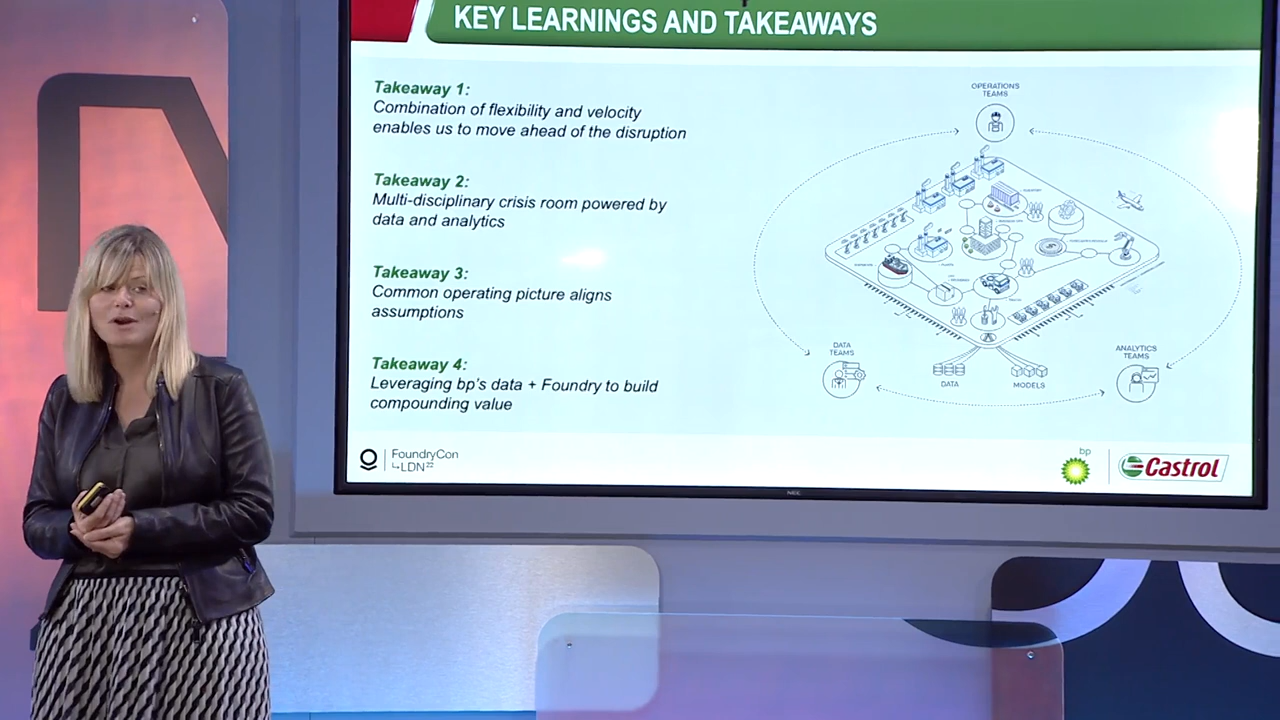 KEY LEARNINGS AND TAKEAWAYS
Takeaway 1:
Combination of flexibility and velocity
enables us to move ahead of the disruption
Takeaway 2:
Multi-disciplinary crisis room powered by
data and analytics
Takeaway 3:
Common operating picture aligns
assumptions
Takeaway 4:
Leveraging bp's data + Foundry to build
compounding value
OPERATIONS
TEAMS
DATA
TEAMS
ANALYTICS
TEAMS
DATA
MODELS
FoundryCon
LDN22
bp
Castrol
NEC